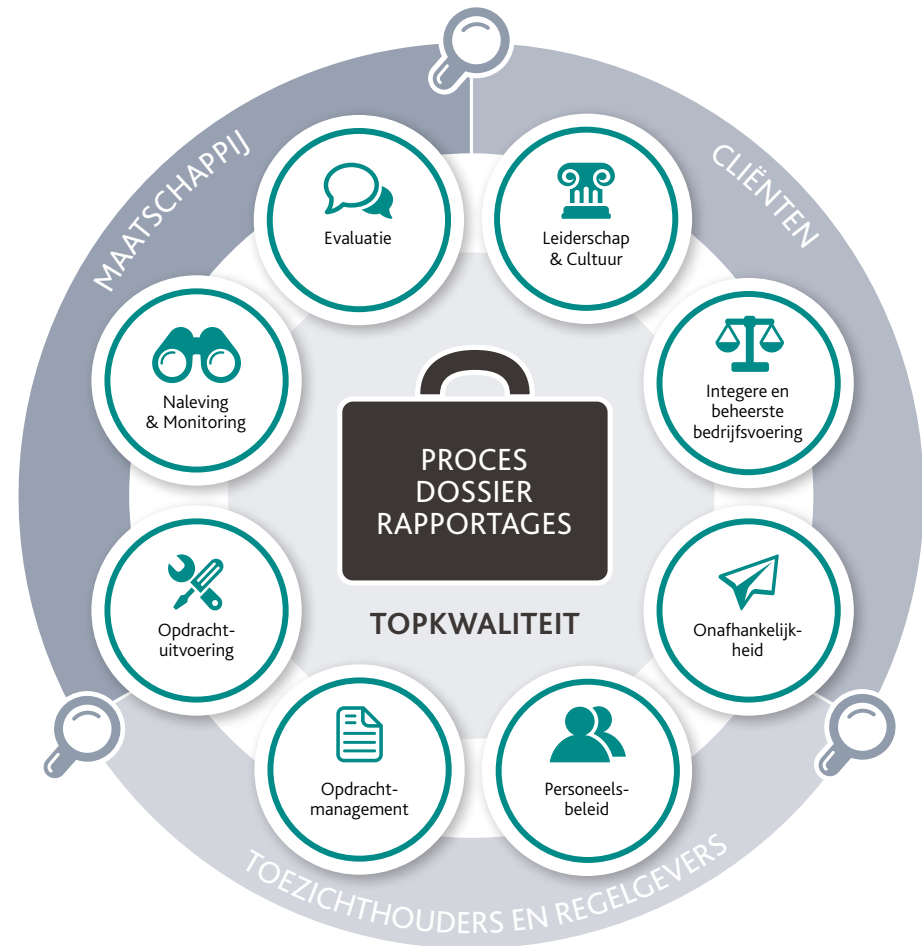 MAATSCHAPPIJ
CLIËNTEN
Evaluatie
Leiderschap
& Cultuur
Naleving
& Monitoring
Integere en
beheerste
bedrijfsvoering
PROCES
DOSSIER
RAPPORTAGES
TOPKWALITEIT
Opdracht-
uitvoering
Onafhankelijk-
heid
Opdracht-
management
Personeels-
beleid
TOEZICHTHOUDERS EN REGELGEVERS